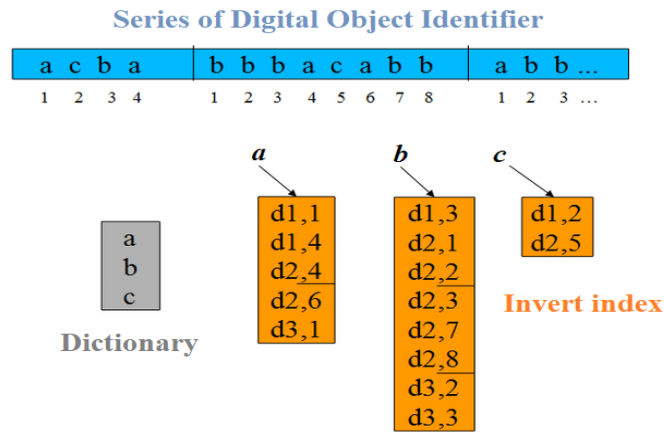 Series of Digital Object Identifier
a c b a b b b a c a b b a b b ...
1 2 3 4 1 2 3 4 5 6 7 8 1 2 3 ...
a
d1,1
d1,4
d2,4
d2,6
d3,1
b
d1,3
d2,1
d2,2
d2,3
d2,7
d2,8
d3,2
d3,3
c
d1,2
d2,5
a
b
c
Dictionary
Invert index